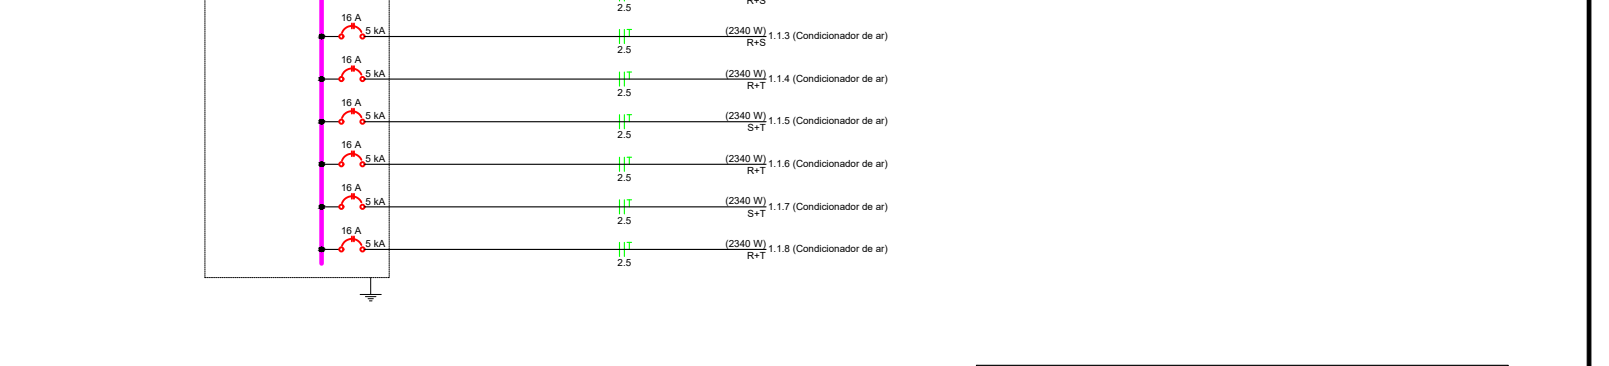 R+S
2.5
16 A
5 kA
(2340 W) 1.1.3 (Condicionador de ar)
T
R+S
2.5
16 A
5 kA
(2340 W) 1.1.4 (Condicionador de ar)
T
R+T
2.5
16 A
5 kA
(2340 W) 1.1.5 (Condicionador de ar)
T
S+T
2.5
16 A
5 kA
(2340 W) 1.1.6 (Condicionador de ar)
T
R+T
2.5
16 A
5 kA
(2340 W) 1.1.7 (Condicionador de ar)
T
S+T
2.5
16 A
5 kA
(2340 W) 1.1.8 (Condicionador de ar)
T
R+T
2.5